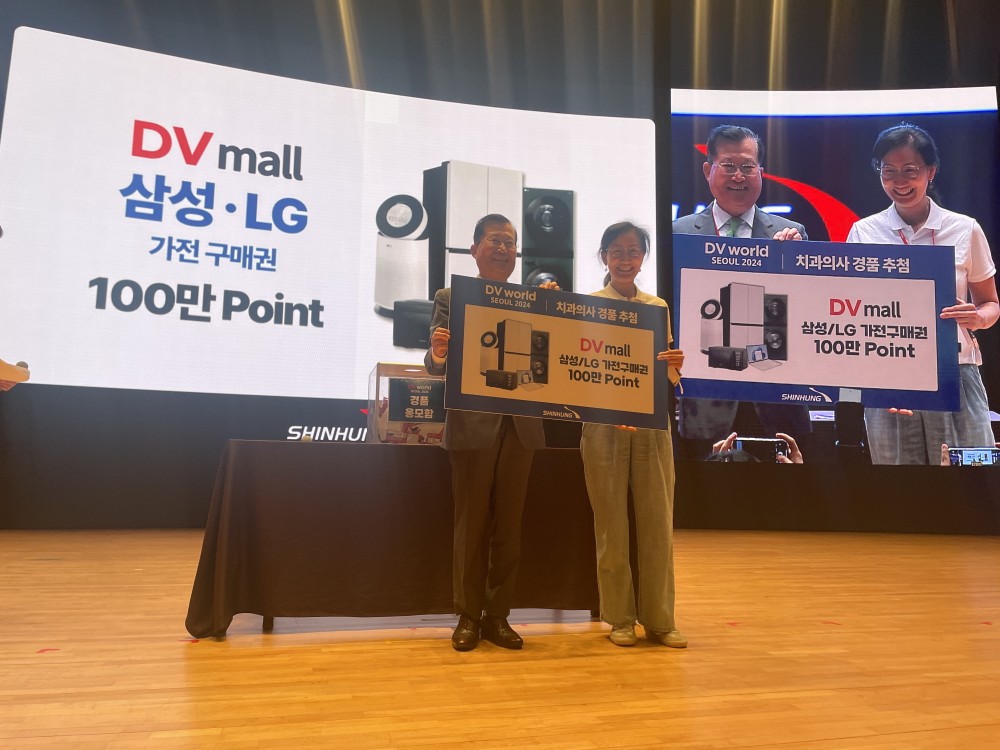 DV mall
삼성·LG
가전 구매권
100만 Point
DV world
SEOUL 2024
치과의사 경품 추첨
DV mall
삼성/LG 가전구매권
100만 Point
SHINHUNG
경품
응모함
SHINHUN
DV world
SEOUL 2024
치과의사 경품 추첨
DV mall
삼성/LG 가전구매권
100만 Point
SHINHUNG